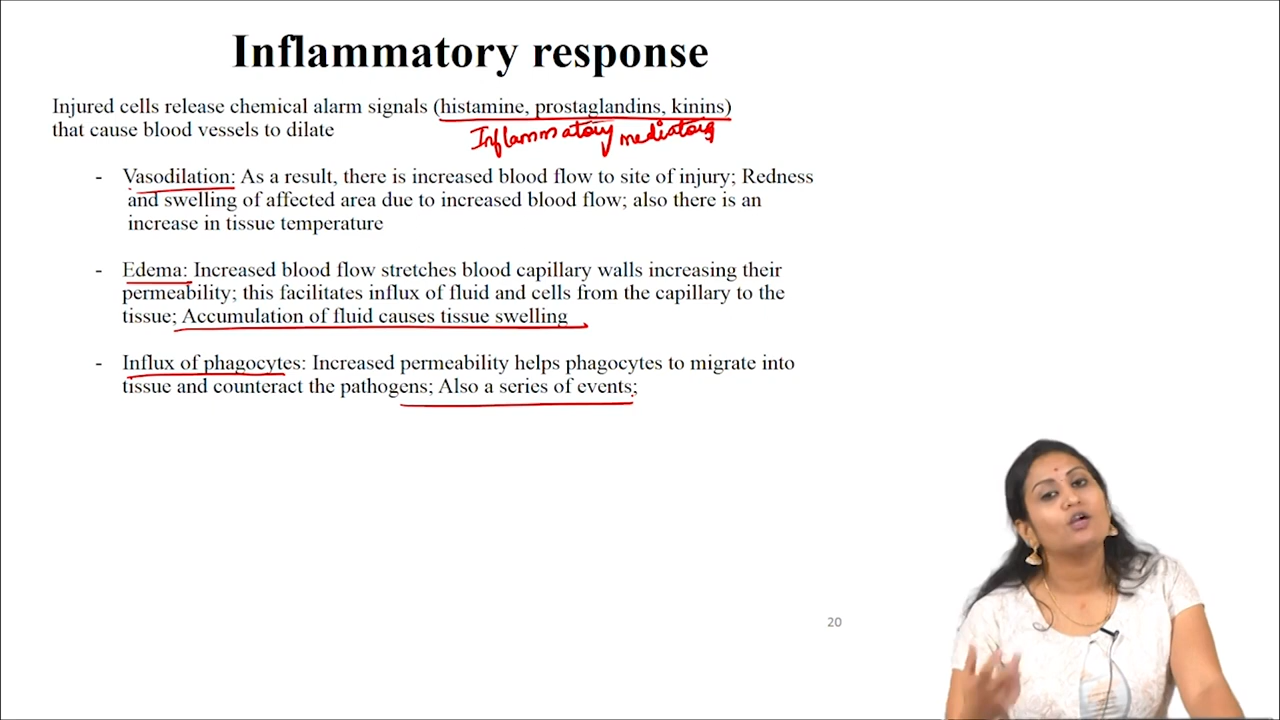 Inflammatory response
Injured cells release chemical alarm signals (histamine, prostaglandins, kinins)
that cause blood vessels to dilate
Inflammatory mediators
- Vasodilation: As a result, there is increased blood flow to site of injury; Redness
and swelling of affected area due to increased blood flow; also there is an
increase in tissue temperature
- Edema: Increased blood flow stretches blood capillary walls increasing their
permeability; this facilitates influx of fluid and cells from the capillary to the
tissue; Accumulation of fluid causes tissue swelling
- Influx of phagocytes: Increased permeability helps phagocytes to migrate into
tissue and counteract the pathogens; Also a series of events;
20